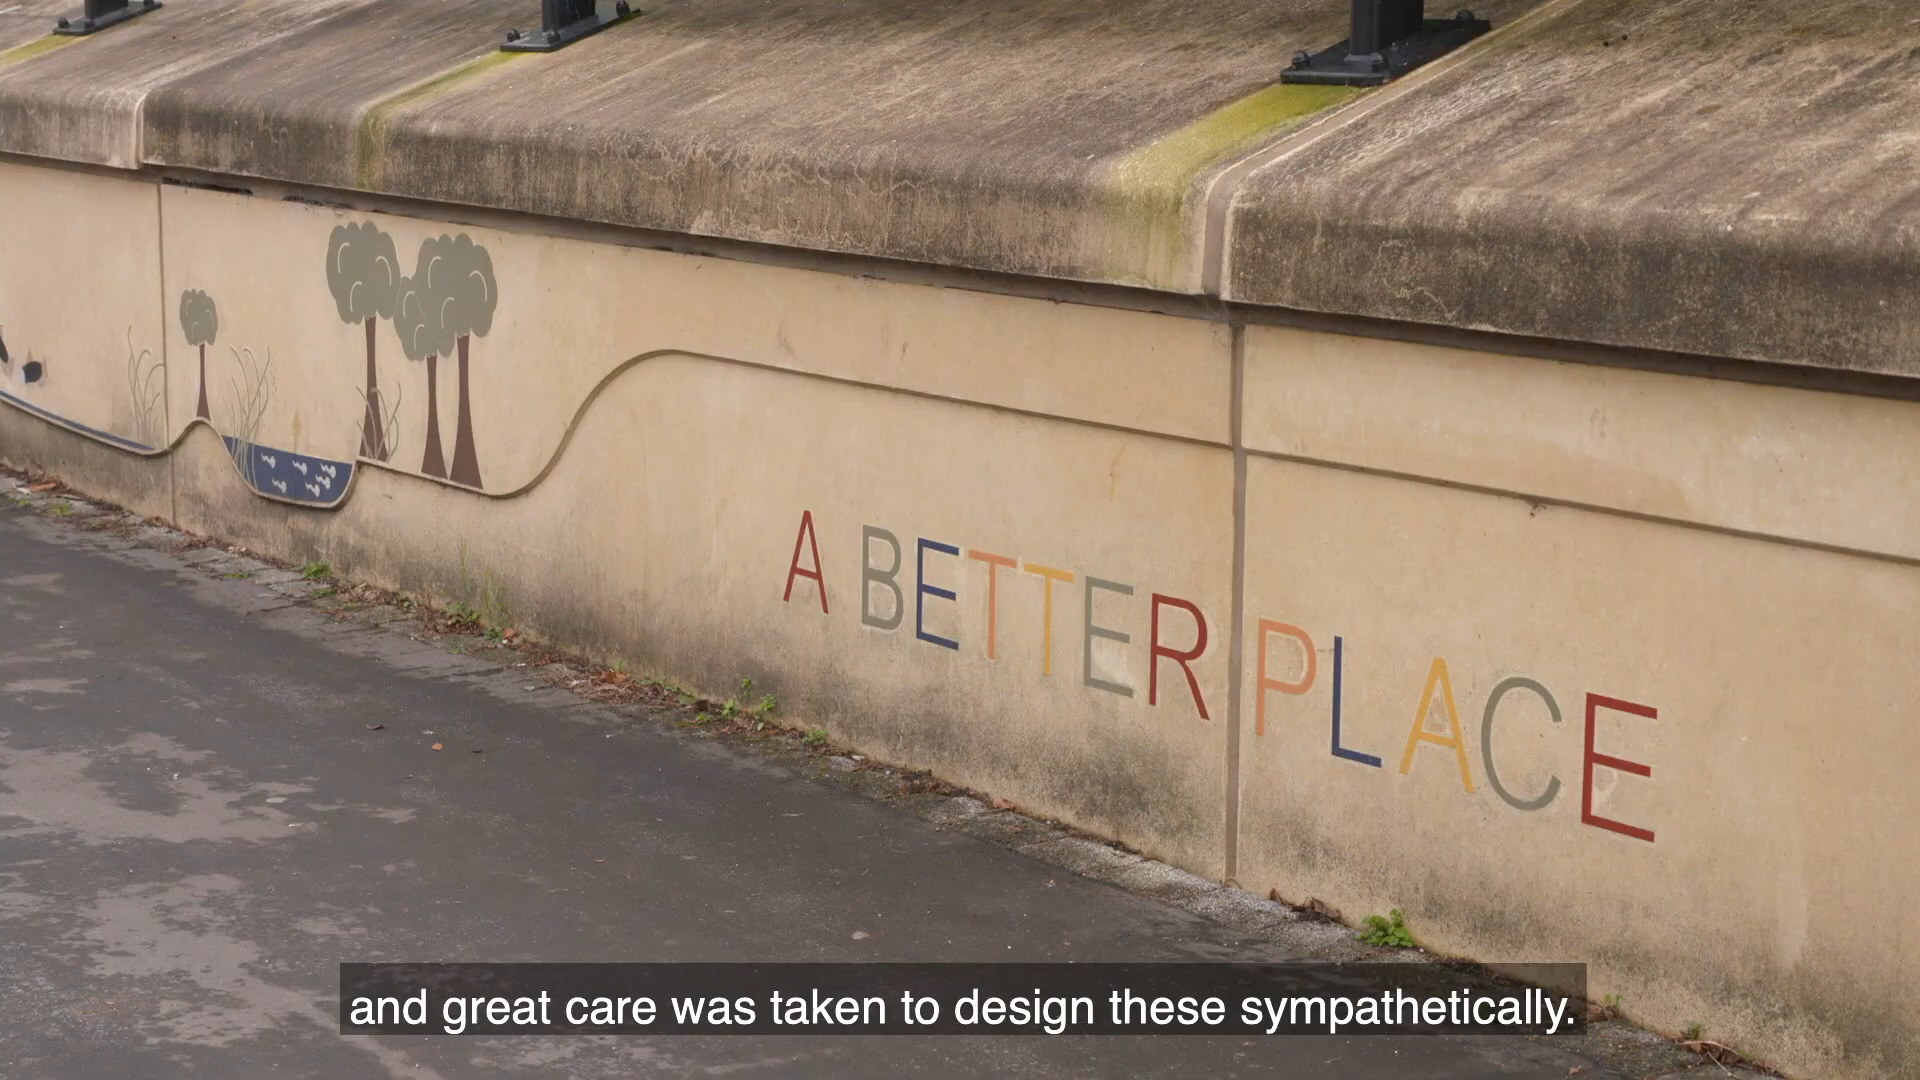 A BETTER PLACE
and great care was taken to design these sympathetically.